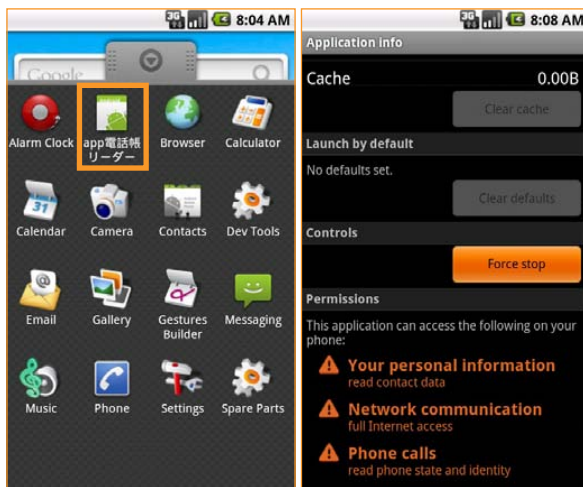 3G 8:04 AM
Google
Alarm Clock
app電話帳
リーダー
Browser
Calculator
31
Calendar
Camera
Contacts
Dev Tools
Email
Gallery
Gestures
Builder
Messaging
Music
Phone
Settings
Spare Parts
3G 8:08 AM
Application info
Cache 0.00B
Clear cache
Launch by default
No defaults set.
Clear defaults
Controls
Force stop
Permissions
This application can access the following on your
phone:
Your personal information
read contact data
Network communication
full Internet access
Phone calls
read phone state and identity